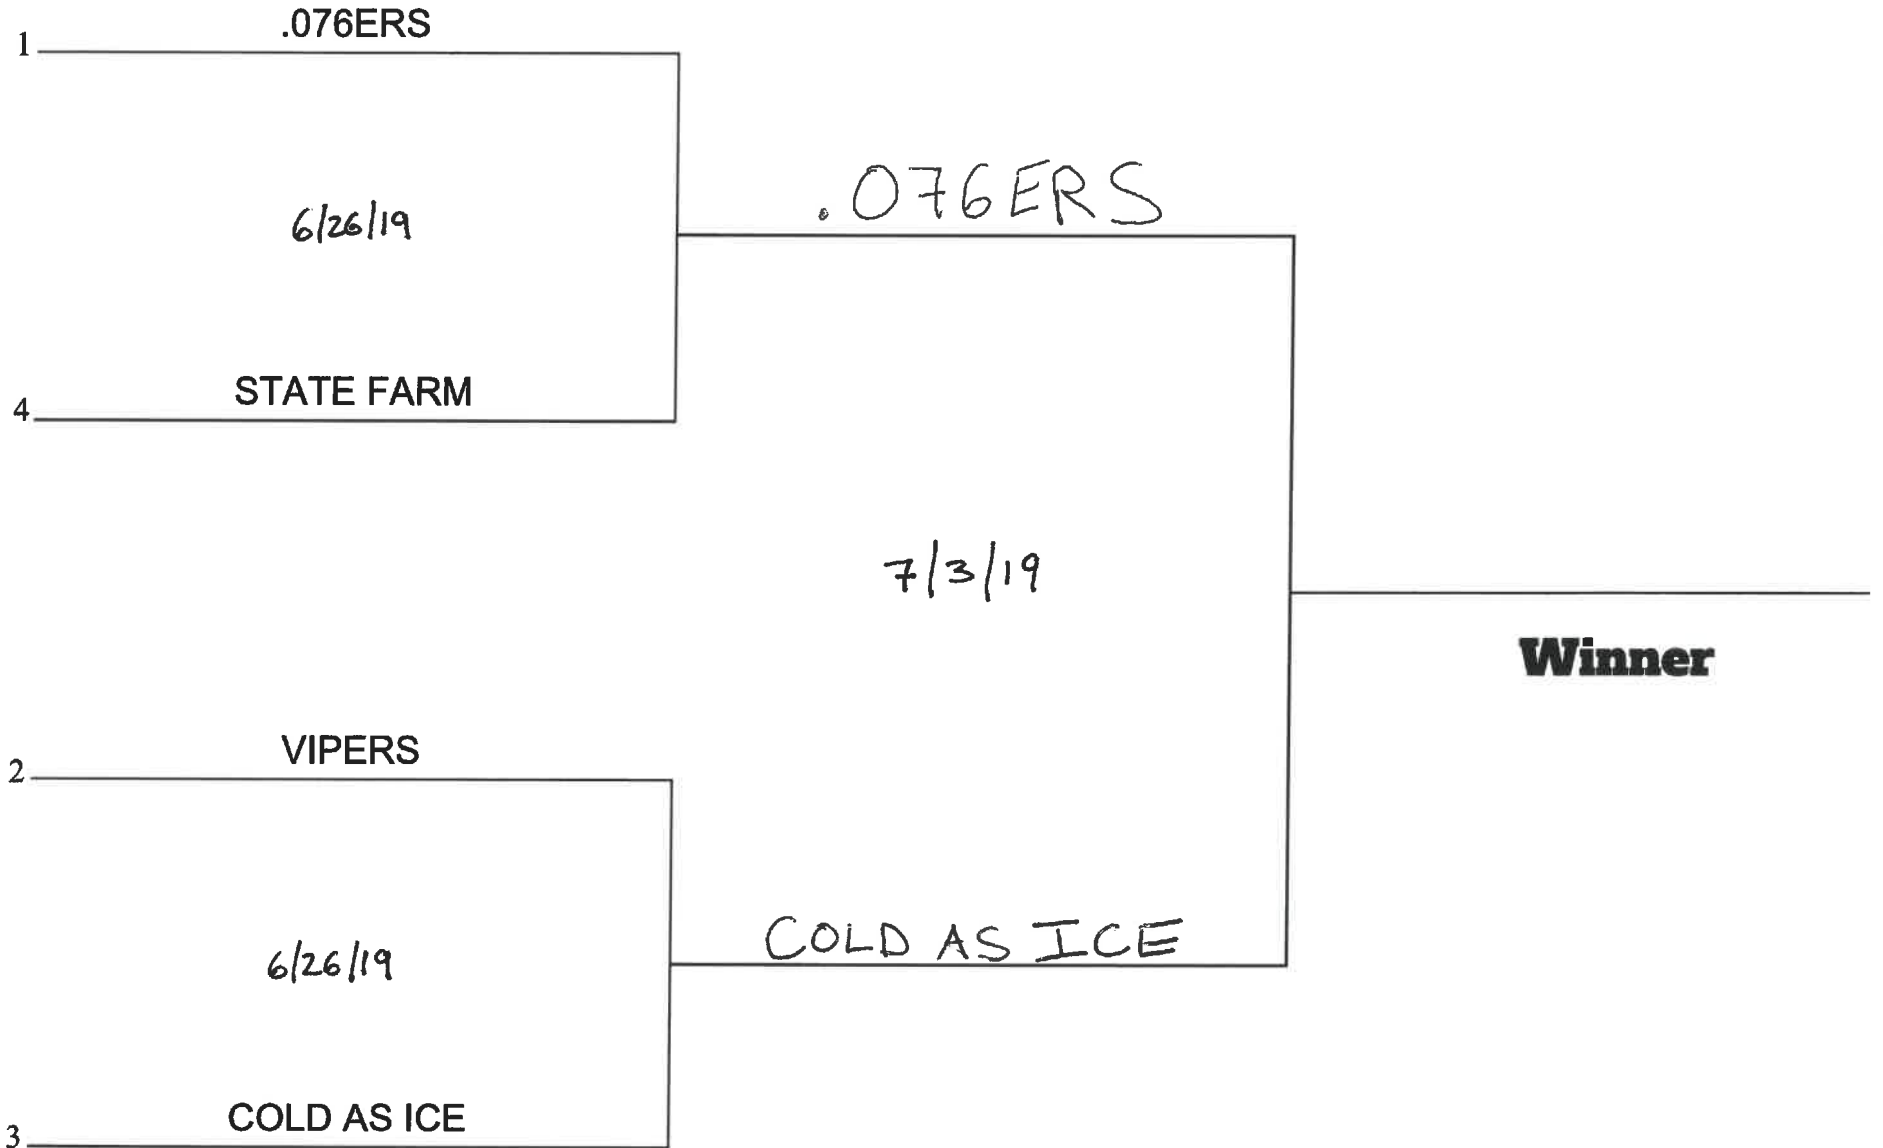 .076ERS
1
6/26/19
.076ERS
STATE FARM
4
7/3/19
Winner
VIPERS
2
6/26/19
COLD AS ICE
COLD AS ICE
3